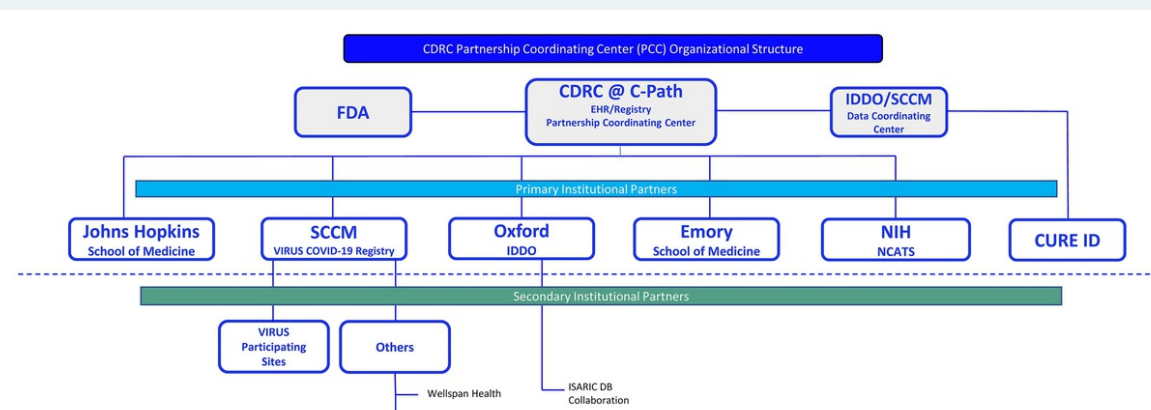 CDRC Partnership Coordinating Center (PCC) Organizational Structure
FDA
CDRC @ C-Path
EHR/Registry
Partnership Coordinating Center
IDDO/SCCM
Data Coordinating
Center
Primary Institutional Partners
Johns Hopkins
School of Medicine
SCCM
VIRUS COVID-19 Registry
Oxford
IDDO
Emory
School of Medicine
NIH
NCATS
CURE ID
Secondary Institutional Partners
VIRUS
Participating
Sites
Others
Wellspan Health
ISARIC DB
Collaboration